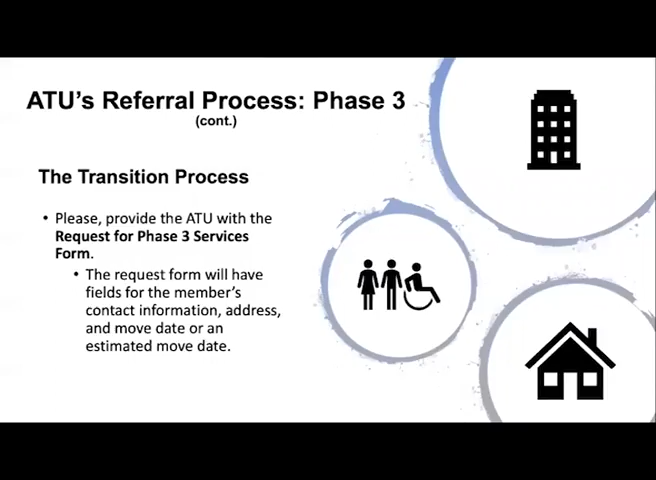 ATU's Referral Process: Phase 3
(cont.)
The Transition Process
• Please, provide the ATU with the
Request for Phase 3 Services
Form.
• The request form will have
fields for the member's
contact information, address,
and move date or an
estimated move date.